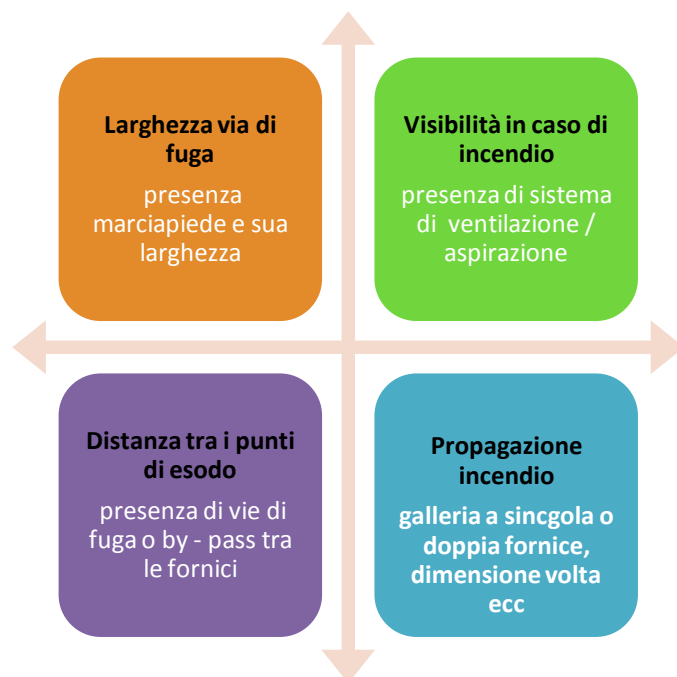 Larghezza via di
fuga
presenza
marciapiede e sua
larghezza
Visibilità in caso di
incendio
presenza di sistema
di ventilazione /
aspirazione
Distanza tra i punti
di esodo
presenza di vie di
fuga o by - pass tra
le fornici
Propagazione
incendio
galleria a sincgola o
doppia fornice,
dimensione volta
ecc